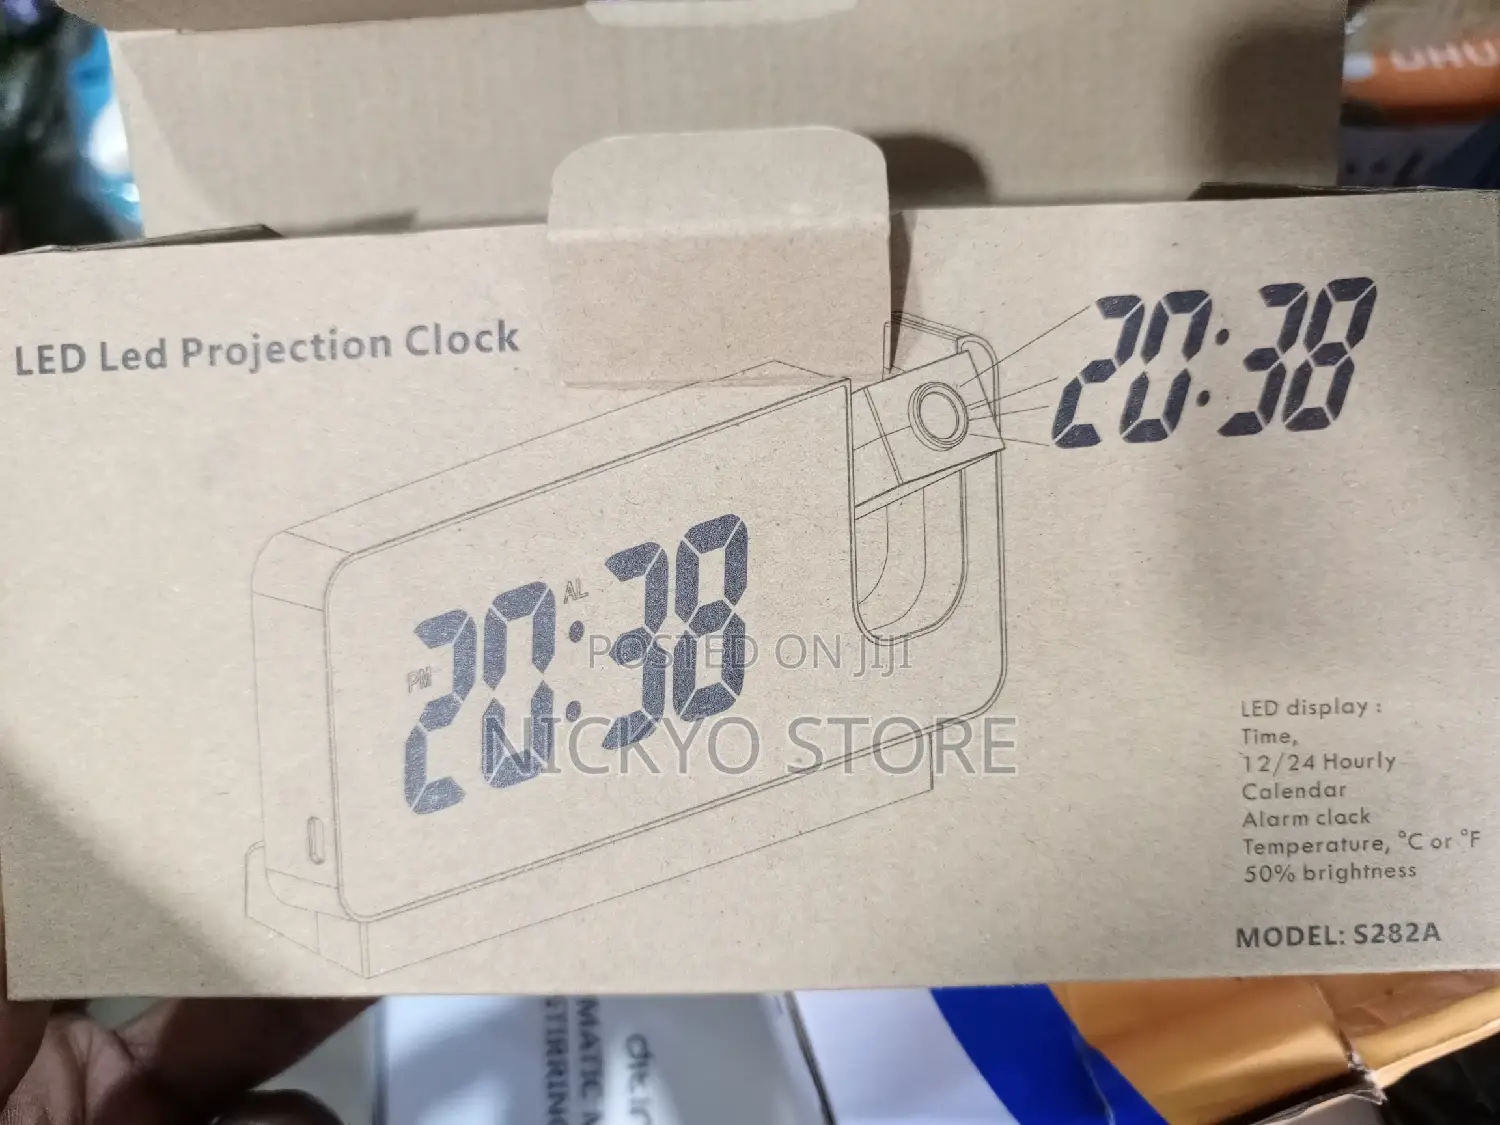 LED Led Projection Clock
20:38
AL
PM
20:38
POSTED ON JIJI
NICKYO STORE
LED display :
Time,
12/24 Hourly
Calendar
Alarm clack
Temperature, °C or °F
50% brightness
MODEL: S282A